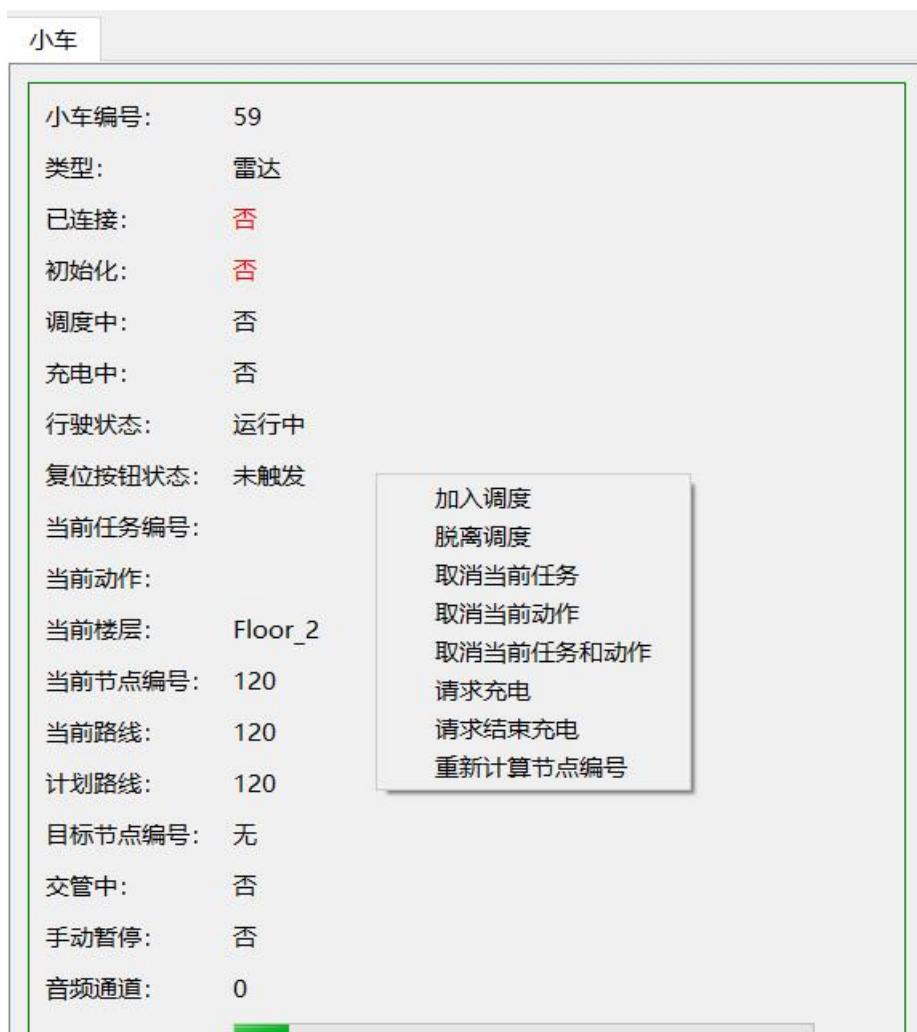 小车
小车编号： 59
类型： 雷达
已连接： 否
初始化： 否
调度中： 否
充电中： 否
行驶状态： 运行中
复位按钮状态： 未触发
当前任务编号：
当前动作：
当前楼层： Floor_2
当前节点编号： 120
当前路线： 120
计划路线： 120
目标节点编号： 无
交管中： 否
手动暂停： 否
音频通道： 0
加入调度
脱离调度
取消当前任务
取消当前动作
取消当前任务和动作
请求充电
请求结束充电
重新计算节点编号